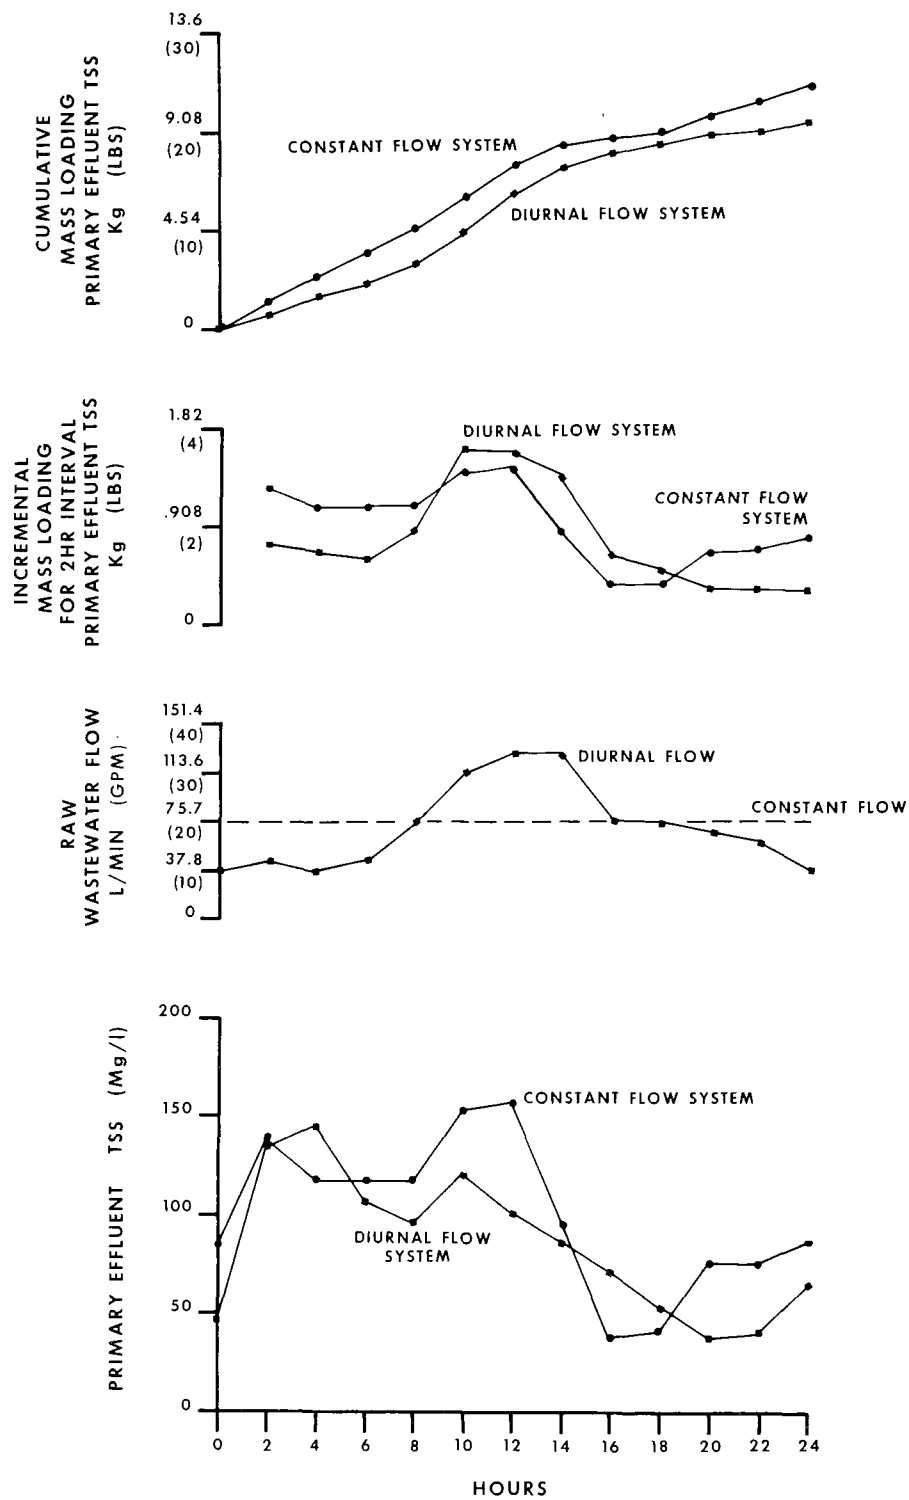 13.6
(30)
9.08
(20)
4.54
(10)
0
CUMULATIVE
MASS LOADING
PRIMARY EFFLUENT TSS
Kg (LBS)
CONSTANT FLOW SYSTEM
DIURNAL FLOW SYSTEM
1.82
(4)
.908
(2)
0
INCREMENTAL
MASS LOADING
FOR 2HR INTERVAL
PRIMARY EFFLUENT TSS
Kg (LBS)
DIURNAL FLOW SYSTEM
CONSTANT FLOW
SYSTEM
151.4
(40)
113.6
(30)
75.7
(20)
37.8
(10)
0
RAW
WASTEWATER FLOW
L/MIN (GPM)
DIURNAL FLOW
CONSTANT FLOW
200
150
100
50
0
PRIMARY EFFLUENT TSS (Mg/l)
CONSTANT FLOW SYSTEM
DIURNAL FLOW
SYSTEM
0 2 4 6 8 10 12 14 16 18 20 22 24
HOURS